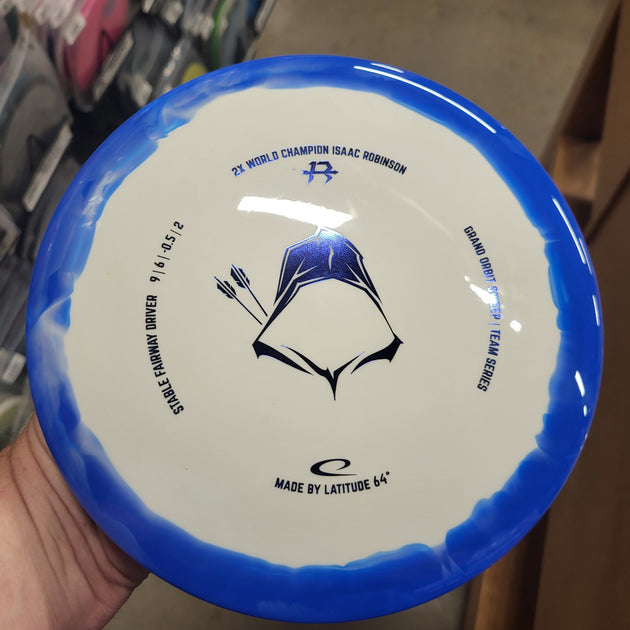 2X WORLD CHAMPION ISAAC ROBINSON
R
STABLE FAIRWAY DRIVER 9 | 6 | -0.5 | 2
GRAND ORBIT | TEAM SERIES
MADE BY LATITUDE 64°